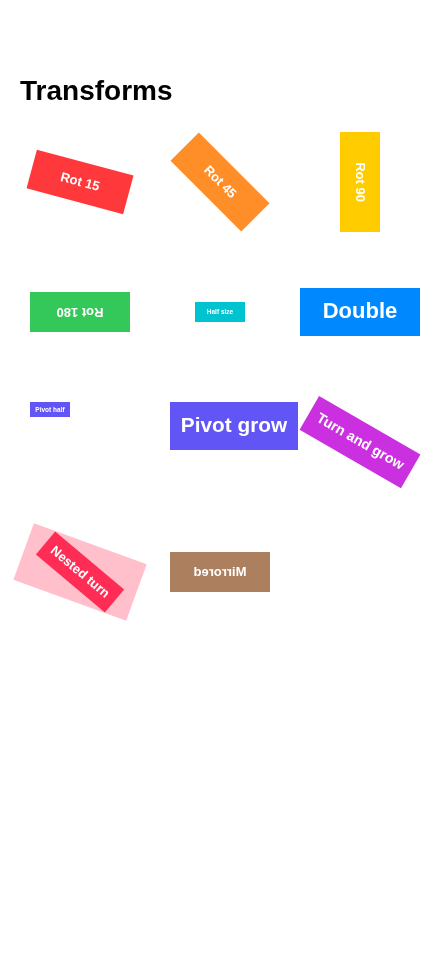 Transforms
Rot 15
Rot 45
Rot 90
Rot 180
Half size
Double
Pivot half
Pivot grow
Turn and grow
Nested turn
Mirrored